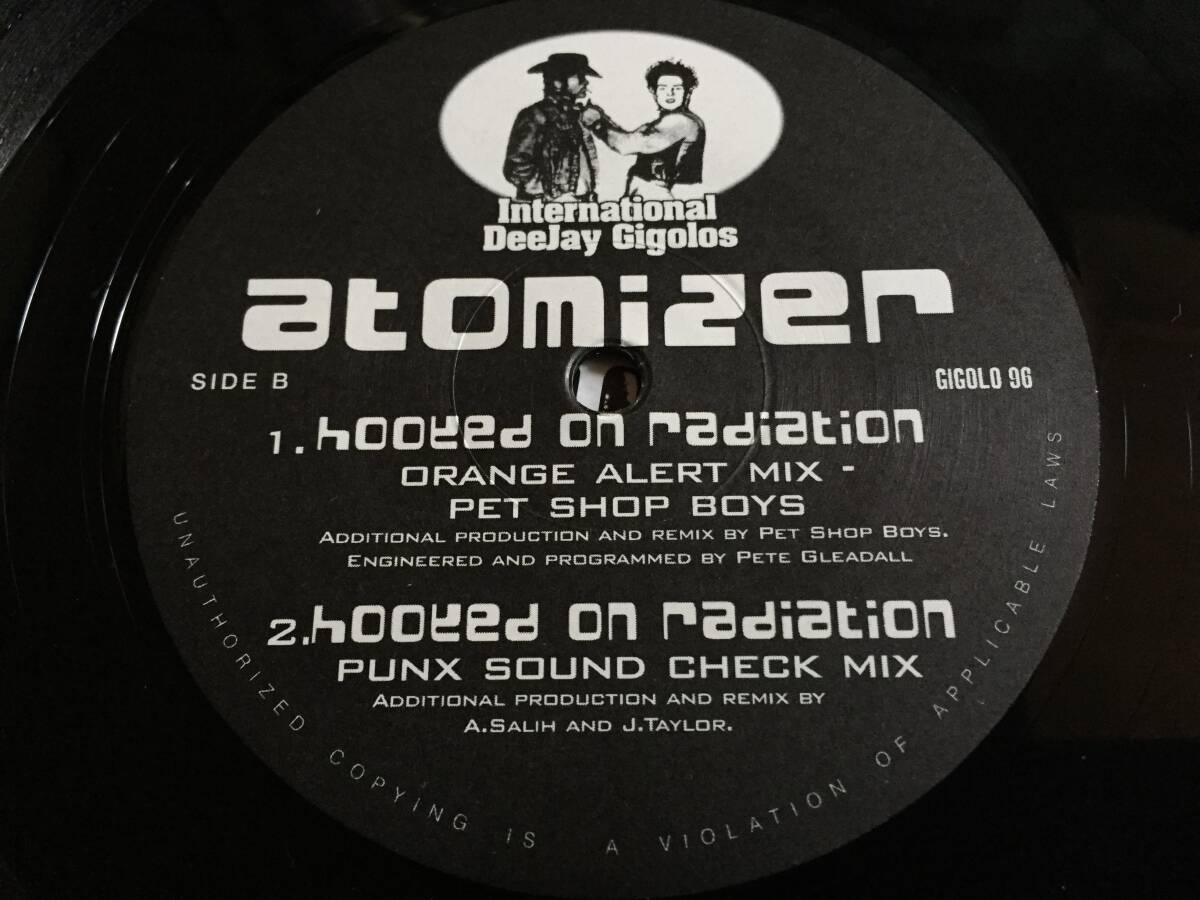 International
DeeJay Gigolos
atomizer
SIDE B
GIGOLO 96
1. hooked on radiation
ORANGE ALERT MIX -
PET SHOP BOYS
ADDITIONAL PRODUCTION AND REMIX BY PET SHOP BOYS.
ENGINEERED AND PROGRAMMED BY PETE GLEADALL
2. hooked on radiation
PUNX SOUND CHECK MIX
ADDITIONAL PRODUCTION AND REMIX BY
A.SALIH AND J.TAYLOR.
UNAUTHORIZED COPYING IS A VIOLATION OF APPLICABLE LAWS